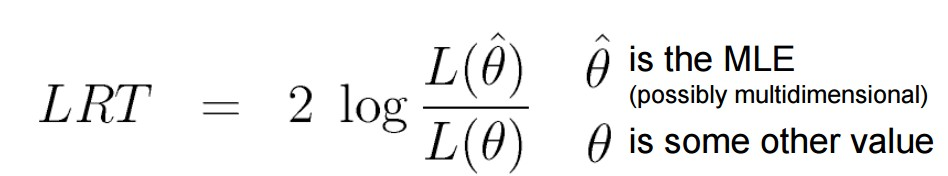 LRT = 2 log L(θ̂) / L(θ)
θ̂ is the MLE
(possibly multidimensional)
θ is some other value